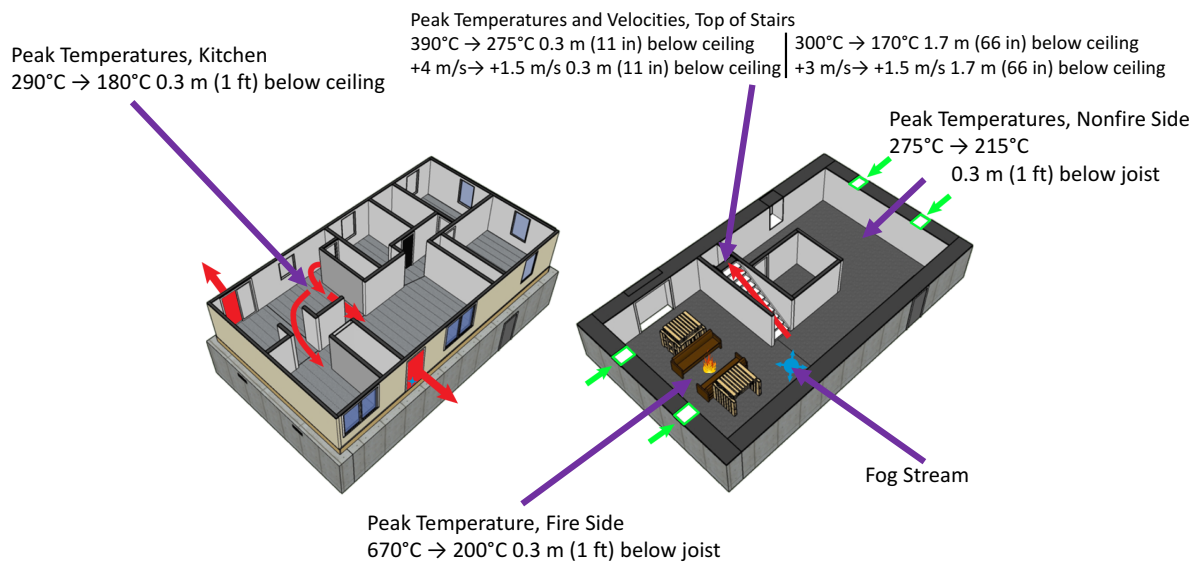 Peak Temperatures and Velocities, Top of Stairs
390°C → 275°C 0.3 m (11 in) below ceiling
+4 m/s→ +1.5 m/s 0.3 m (11 in) below ceiling
300°C → 170°C 1.7 m (66 in) below ceiling
+3 m/s→ +1.5 m/s 1.7 m (66 in) below ceiling
Peak Temperatures, Kitchen
290°C → 180°C 0.3 m (1 ft) below ceiling
Peak Temperatures, Nonfire Side
275°C → 215°C
0.3 m (1 ft) below joist
Fog Stream
Peak Temperature, Fire Side
670°C → 200°C 0.3 m (1 ft) below joist